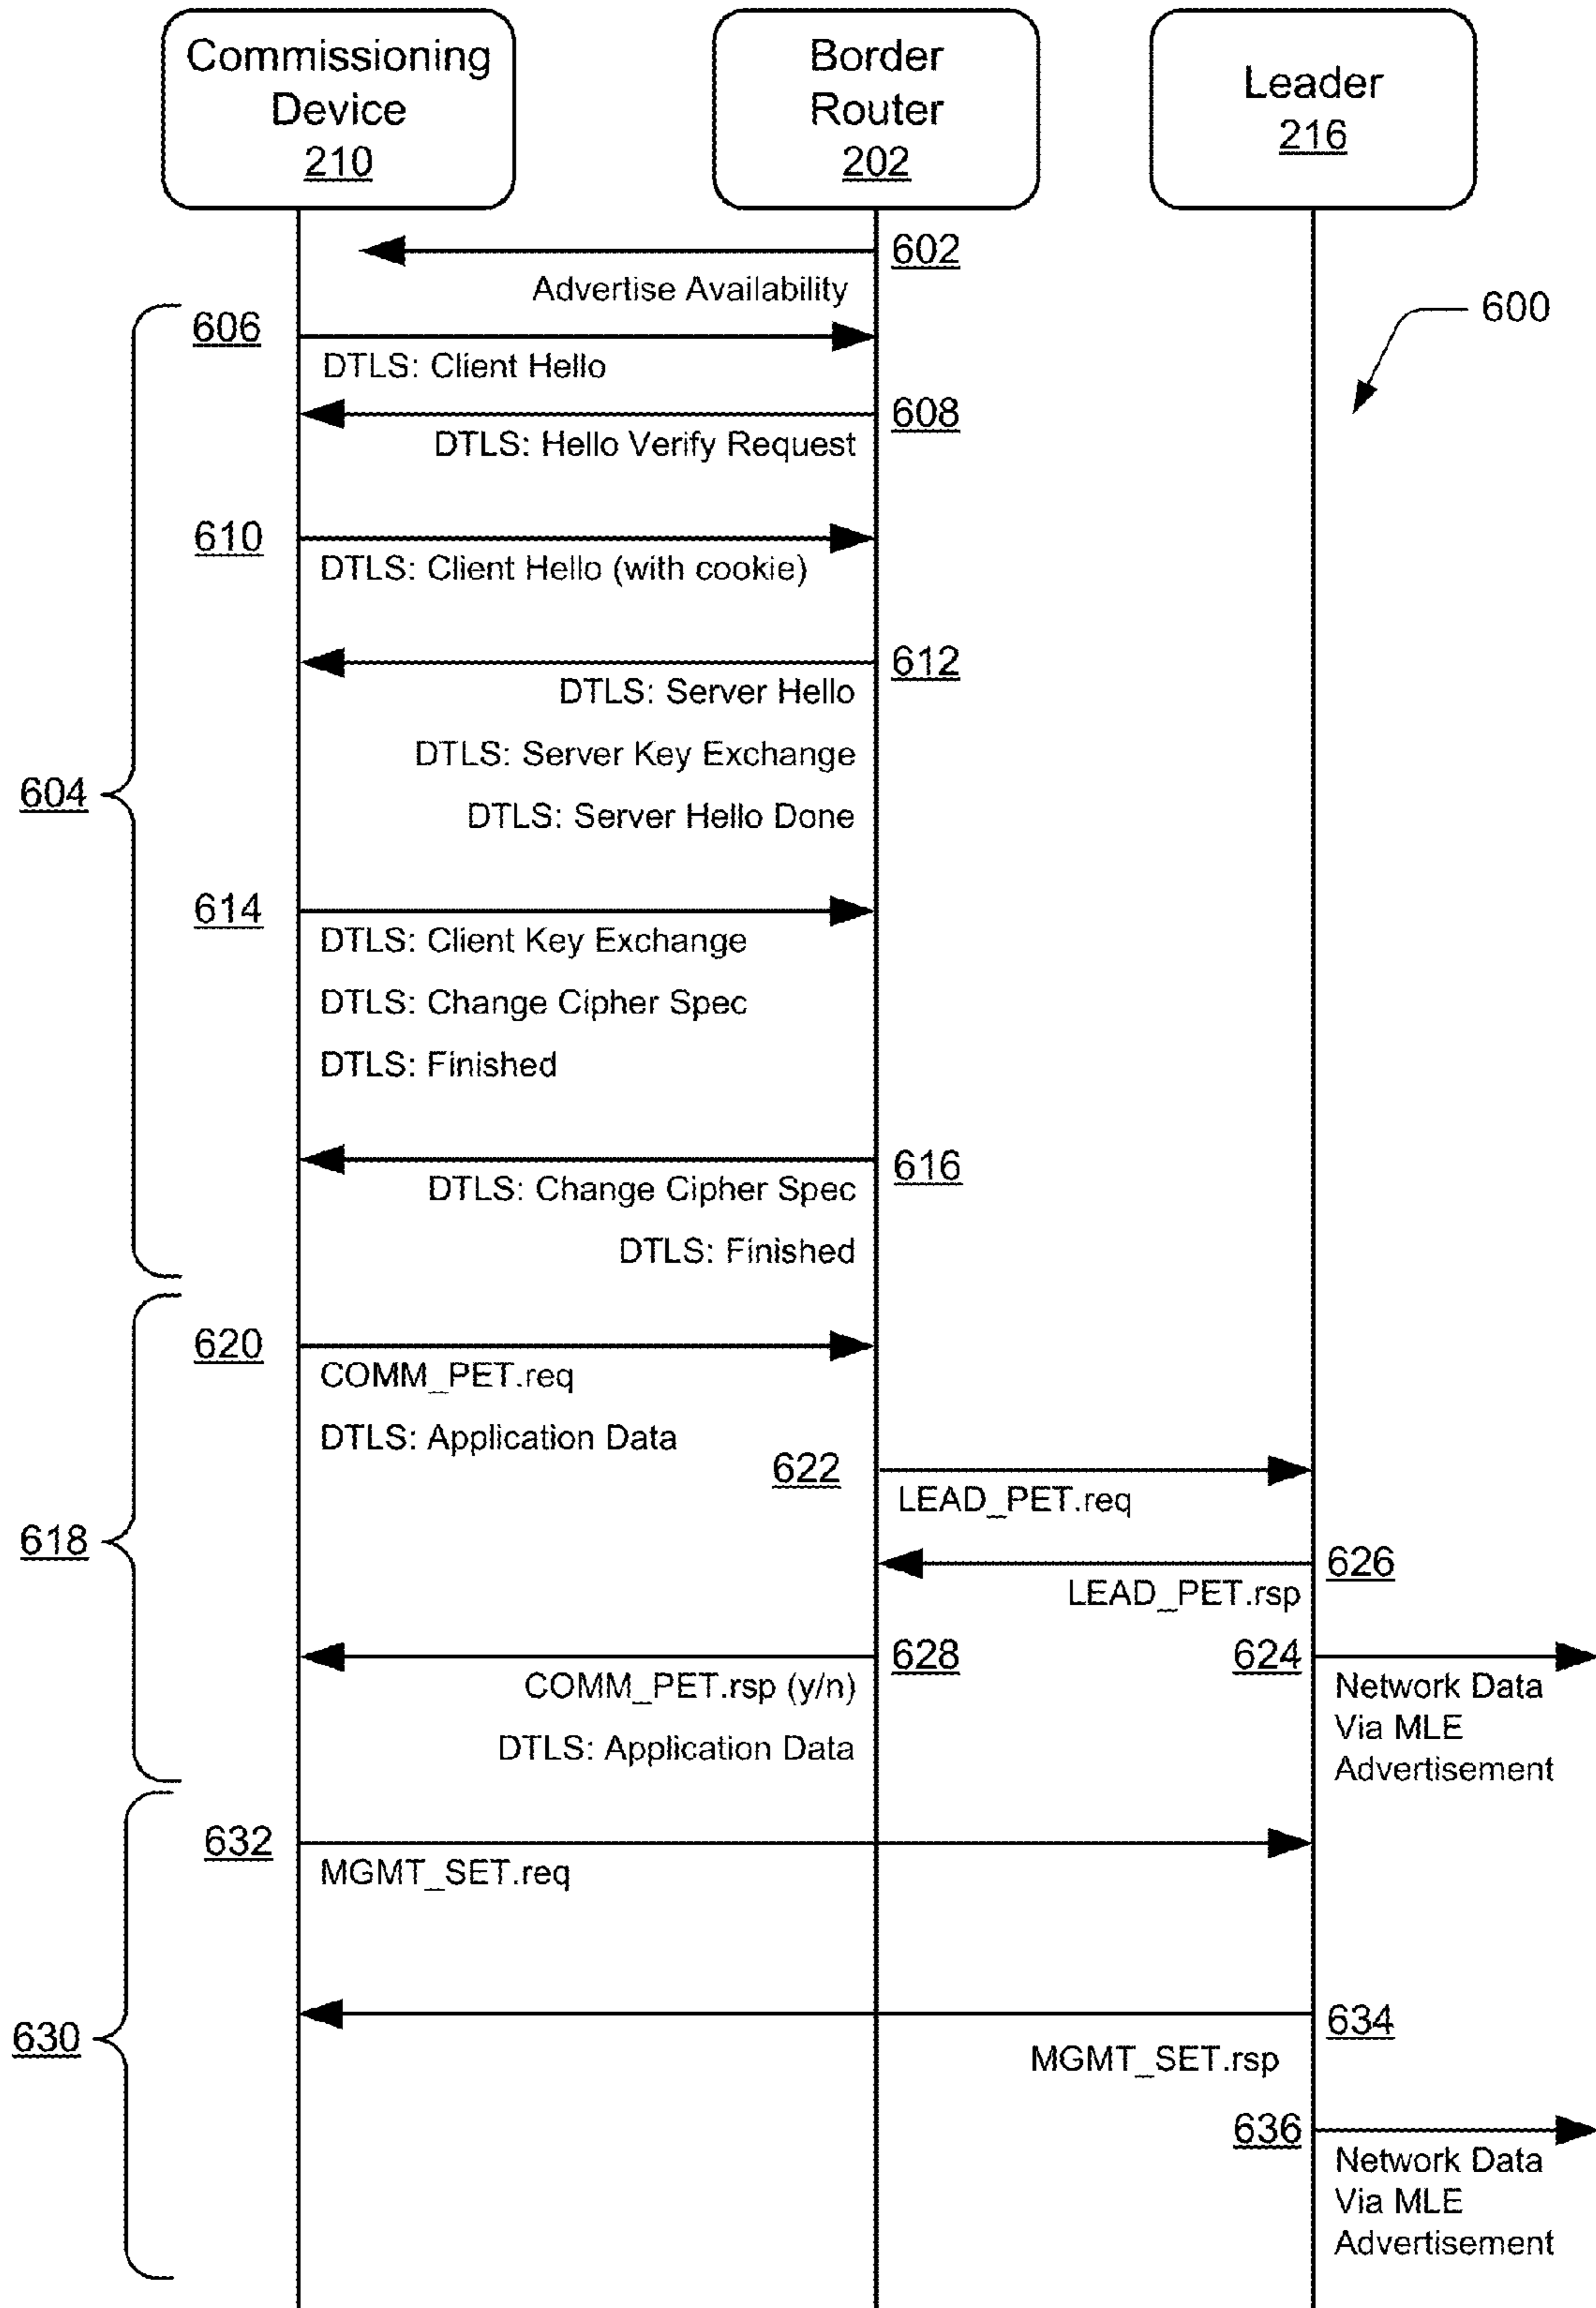 Commissioning
Device
210
Border
Router
202
Leader
216
602
Advertise Availability
600
606
DTLS: Client Hello
608
DTLS: Hello Verify Request
610
DTLS: Client Hello (with cookie)
612
DTLS: Server Hello
DTLS: Server Key Exchange
604
DTLS: Server Hello Done
614
DTLS: Client Key Exchange
DTLS: Change Cipher Spec
DTLS: Finished
616
DTLS: Change Cipher Spec
DTLS: Finished
620
COMM_PET.req
DTLS: Application Data
622
LEAD_PET.req
618
626
LEAD_PET.rsp
628
COMM_PET.rsp (y/n)
DTLS: Application Data
624
Network Data
Via MLE
Advertisement
632
MGMT_SET.req
630
634
MGMT_SET.rsp
636
Network Data
Via MLE
Advertisement